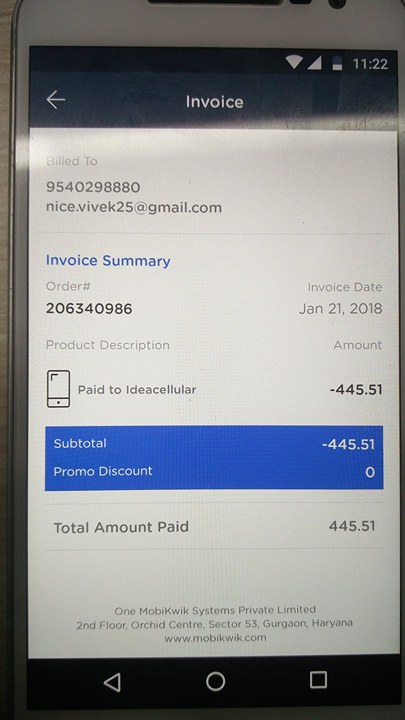 11:22
Invoice
Billed To
9540298880
nice.vivek25@gmail.com
Invoice Summary
Order# Invoice Date
206340986 Jan 21, 2018
Product Description Amount
Paid to Ideacellular -445.51
Subtotal -445.51
Promo Discount 0
Total Amount Paid 445.51
One MobiKwik Systems Private Limited
2nd Floor, Orchid Centre, Sector 53, Gurgaon, Haryana
www.mobikwik.com